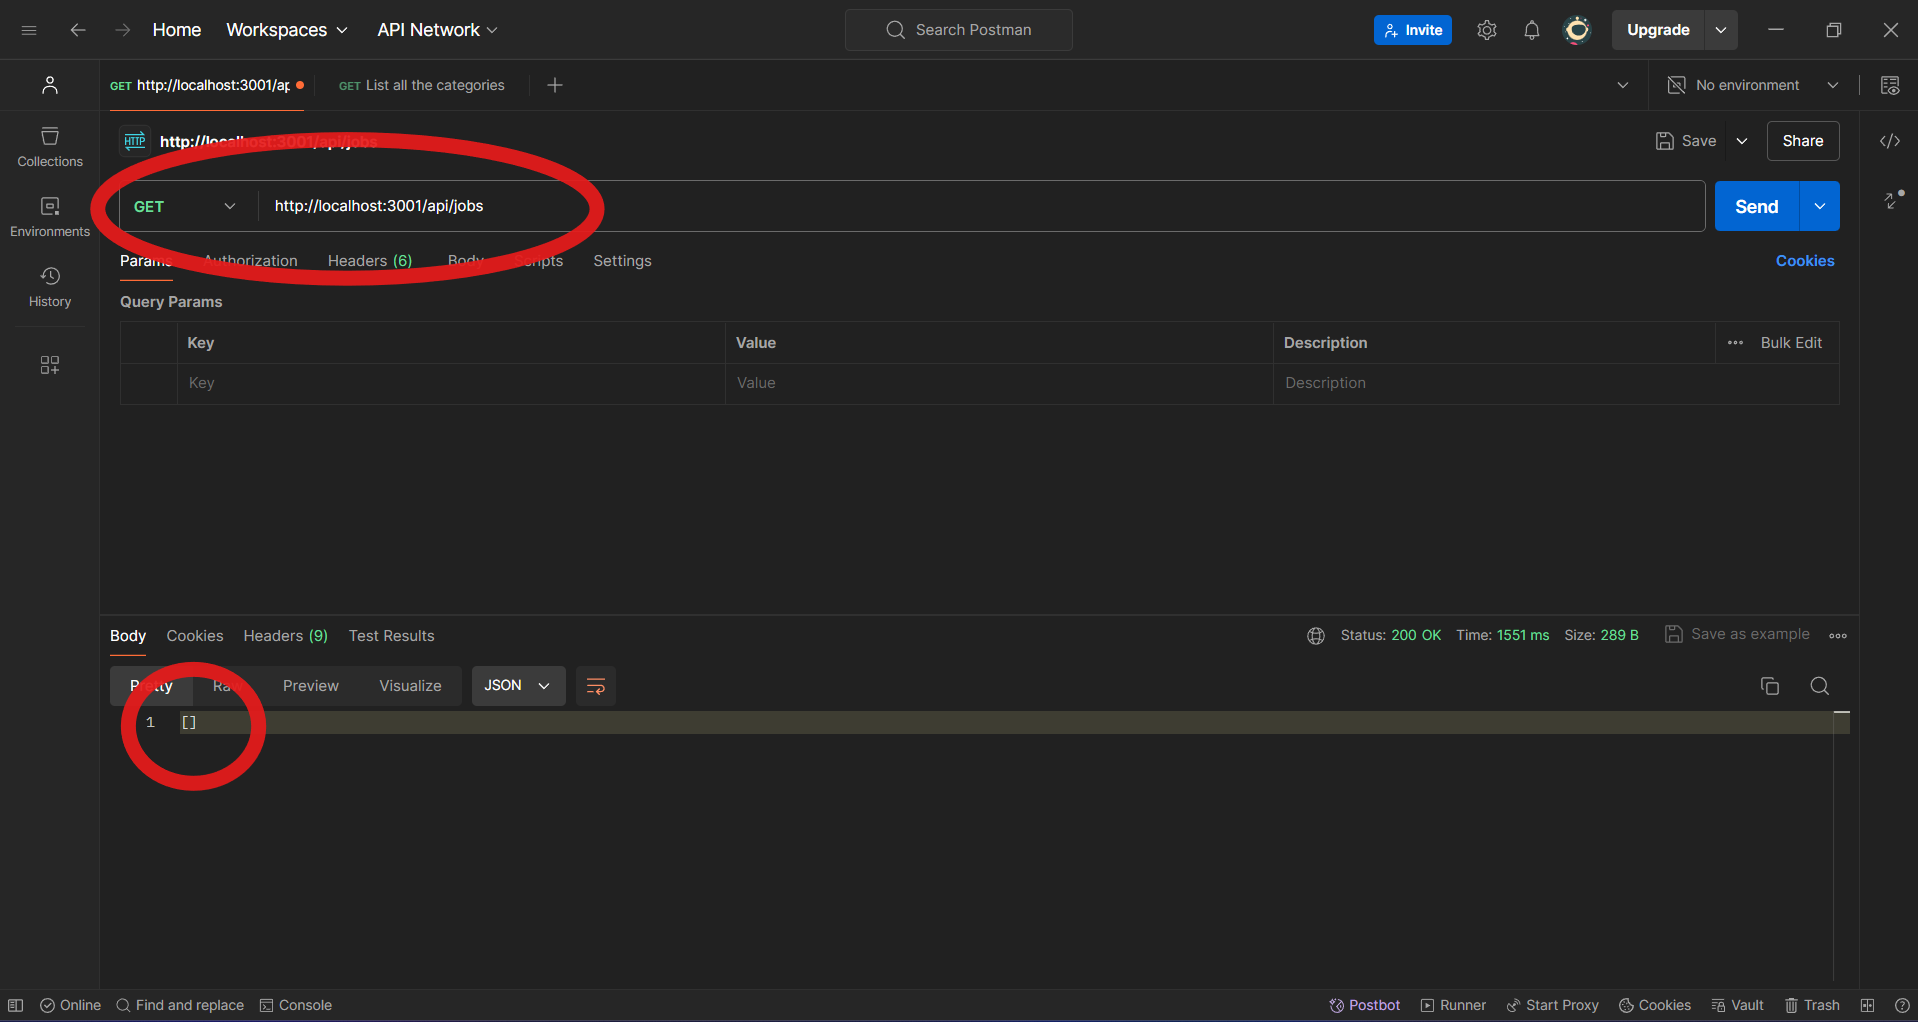 Home Workspaces API Network Search Postman Invite Upgrade
GET http://localhost:3001/ap GET List all the categories No environment
HTTP http://localhost:3001/api/jobs Save Share
Collections
GET http://localhost:3001/api/jobs Send
Environments
Params Authorization Headers (6) Body Scripts Settings Cookies
History
Query Params
Key Value Description Bulk Edit
Key Value Description
Body Cookies Headers (9) Test Results Status: 200 OK Time: 1551 ms Size: 289 B Save as example
Pretty Raw Preview Visualize JSON
1 []
Online Find and replace Console Postbot Runner Start Proxy Cookies Vault Trash